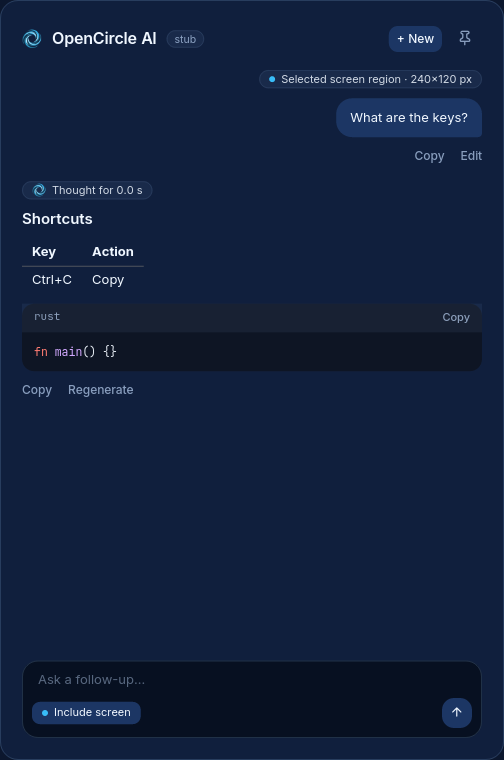 OpenCircle AI stub + New
Selected screen region · 240×120 px
What are the keys?
Copy Edit
Thought for 0.0 s
Shortcuts
Key Action
Ctrl+C Copy
rust Copy
fn main() {}
Copy Regenerate
Ask a follow-up...
Include screen